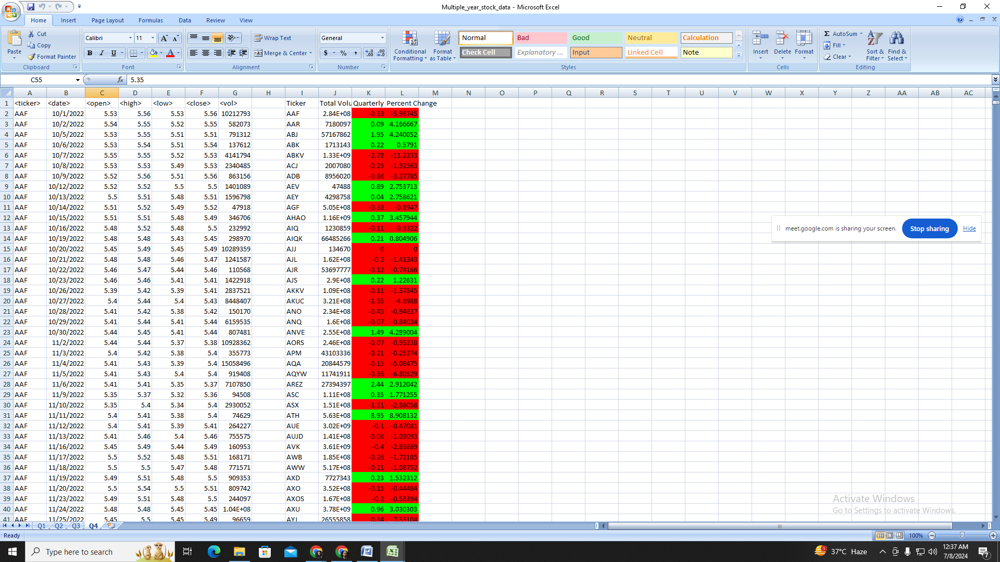 Multiple_year_stock_data - Microsoft Excel
Home Insert Page Layout Formulas Data Review View
Paste Cut Copy Format Painter Clipboard
Calibri 11 B I U Font
Wrap Text Merge & Center Alignment
General $ % , Number
Conditional Formatting Format as Table
Normal Bad Good Neutral Calculation
Check Cell Explanatory ... Input Linked Cell Note
Styles
Insert Delete Format Cells
Σ AutoSum Fill Clear Sort & Filter Find & Select Editing
C55 fx 5.35
A B C D E F G H I J K L M N O P Q R S T U V W X Y Z AA AB AC
1 <ticker> <date> <open> <high> <low> <close> <vol> Ticker Total Volu Quarterly Percent Change
2 AAF 10/1/2022 5.53 5.56 5.53 5.56 10212793 AAF 2.84E+08 -0.33 -5.96745
3 AAF 10/2/2022 5.54 5.55 5.52 5.55 582073 AAR 7180097 0.09 4.166667
4 AAF 10/5/2022 5.53 5.55 5.51 5.51 791312 ABJ 57167862 1.95 4.240052
5 AAF 10/6/2022 5.53 5.54 5.51 5.54 137612 ABK 1713143 0.22 0.5791
6 AAF 10/7/2022 5.55 5.55 5.52 5.53 4141794 ABKV 1.33E+09 -2.78 -11.2233
7 AAF 10/8/2022 5.53 5.53 5.49 5.53 2340485 ACJ 2007080 -0.29 -1.92563
8 AAF 10/9/2022 5.52 5.56 5.51 5.56 863156 ADB 8956020 -0.86 -3.37785
9 AAF 10/12/2022 5.52 5.52 5.5 5.5 1401089 AEV 47488 0.89 2.753713
10 AAF 10/13/2022 5.5 5.51 5.48 5.51 1596798 AEY 4298758 0.04 2.758621
11 AAF 10/14/2022 5.51 5.52 5.49 5.52 47918 AGF 5.05E+08 -0.38 -0.6947
12 AAF 10/15/2022 5.51 5.51 5.48 5.49 346706 AHAO 1.16E+09 0.37 3.457944
13 AAF 10/16/2022 5.48 5.52 5.48 5.5 232992 AIQ 1230859 -0.11 -0.9322
14 AAF 10/19/2022 5.48 5.48 5.43 5.45 298970 AIQK 66485266 0.21 0.804906
15 AAF 10/20/2022 5.45 5.49 5.45 5.49 10289359 AJJ 134670 0 0
16 AAF 10/21/2022 5.48 5.48 5.46 5.47 1241587 AJL 1.62E+08 -0.2 -1.41243
17 AAF 10/22/2022 5.46 5.47 5.44 5.46 110568 AJR 53697777 -0.12 -0.74166
18 AAF 10/23/2022 5.46 5.46 5.41 5.41 1422918 AJS 2.9E+08 0.22 1.22631
19 AAF 10/26/2022 5.39 5.42 5.39 5.41 2837521 AKKV 1.09E+08 -0.11 -1.37845
20 AAF 10/27/2022 5.4 5.44 5.4 5.43 8448407 AKUC 3.21E+08 -1.95 -4.6988
21 AAF 10/28/2022 5.41 5.42 5.38 5.42 150170 ANO 2.34E+08 -0.45 -0.94637
22 AAF 10/29/2022 5.41 5.44 5.41 5.44 6159535 ANQ 1.6E+08 -0.07 -0.84034
23 AAF 10/30/2022 5.44 5.45 5.41 5.44 807481 ANVE 2.55E+08 1.49 4.289004
24 AAF 11/2/2022 5.44 5.44 5.37 5.38 10928362 AORS 2.46E+08 -0.07 -0.95238
25 AAF 11/3/2022 5.4 5.42 5.38 5.4 355773 APM 43103336 -0.21 -0.25274
26 AAF 11/4/2022 5.41 5.43 5.39 5.4 15058496 AQA 20844579 -0.15 -5.08475
27 AAF 11/5/2022 5.41 5.43 5.4 5.4 919408 AQYW 11741911 -0.36 -6.80529
28 AAF 11/6/2022 5.41 5.41 5.35 5.37 7107850 AREZ 27394397 2.44 2.912042
29 AAF 11/9/2022 5.35 5.37 5.32 5.36 94508 ASC 1.11E+08 0.35 1.771255
30 AAF 11/10/2022 5.35 5.4 5.34 5.4 2930052 ASX 1.51E+08 -1.51 -2.88058
31 AAF 11/11/2022 5.4 5.41 5.38 5.4 74629 ATH 5.63E+08 8.95 8.908132
32 AAF 11/12/2022 5.4 5.41 5.39 5.41 264227 AUE 3.02E+09 -0.1 -0.47081
33 AAF 11/13/2022 5.41 5.46 5.4 5.46 755575 AUJD 1.41E+08 -0.06 -1.03093
34 AAF 11/16/2022 5.45 5.49 5.44 5.49 160953 AVK 3.61E+09 -0.4 -2.83889
35 AAF 11/17/2022 5.5 5.52 5.48 5.51 168171 AWB 1.85E+08 -0.26 -1.72185
36 AAF 11/18/2022 5.5 5.5 5.47 5.48 771571 AWW 5.17E+08 -0.21 -1.08752
37 AAF 11/19/2022 5.49 5.51 5.48 5.5 909353 AXD 7727343 0.23 1.532312
38 AAF 11/20/2022 5.5 5.54 5.5 5.51 809742 AXO 3.52E+08 -0.15 -0.44484
39 AAF 11/23/2022 5.49 5.51 5.48 5.5 244097 AXOS 1.67E+08 -0.2 -0.58394
40 AAF 11/24/2022 5.48 5.48 5.45 5.45 1.04E+08 AXU 3.78E+09 0.96 3.030303
41 AAF 11/25/2022 5.45 5.5 5.45 5.49 96659 AYJ 26555858 -0.64 -7.33104
meet.google.com is sharing your screen. Stop sharing Hide
Activate Windows
Go to Settings to activate Windows.
Q1 Q2 Q3 Q4
Ready 100%
Type here to search 37°C Haze 12:37 AM
7/8/2024